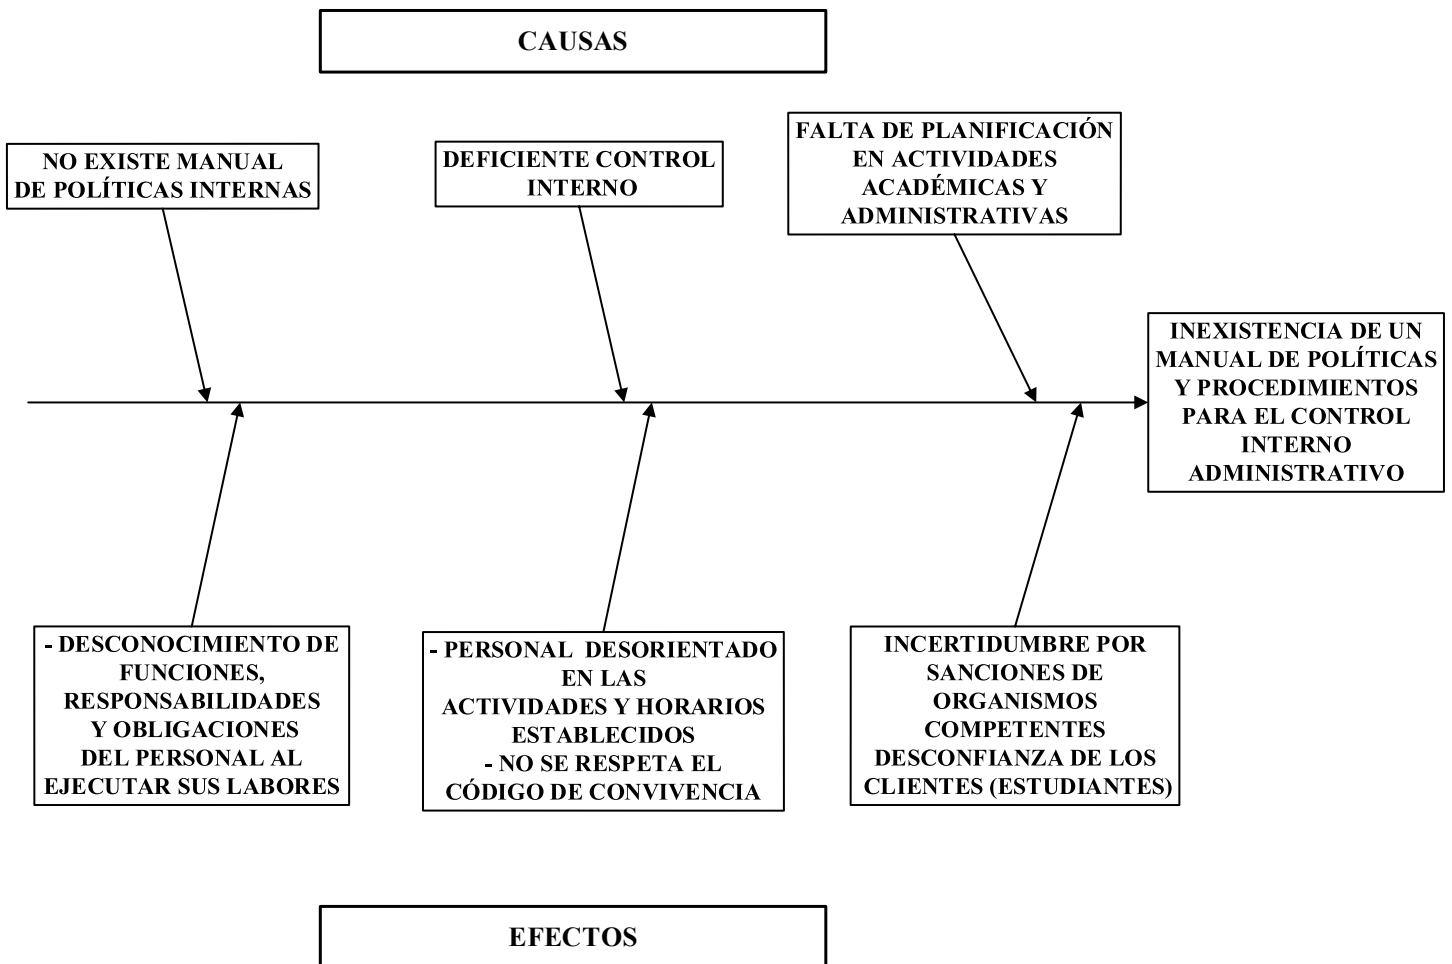 CAUSAS
NO EXISTE MANUAL
DE POLÍTICAS INTERNAS
DEFICIENTE CONTROL
INTERNO
FALTA DE PLANIFICACIÓN
EN ACTIVIDADES
ACADÉMICAS Y
ADMINISTRATIVAS
INEXISTENCIA DE UN
MANUAL DE POLÍTICAS
Y PROCEDIMIENTOS
PARA EL CONTROL
INTERNO
ADMINISTRATIVO
- DESCONOCIMIENTO DE
FUNCIONES,
RESPONSABILIDADES
Y OBLIGACIONES
DEL PERSONAL AL
EJECUTAR SUS LABORES
- PERSONAL DESORIENTADO
EN LAS
ACTIVIDADES Y HORARIOS
ESTABLECIDOS
- NO SE RESPETA EL
CÓDIGO DE CONVIVENCIA
INCERTIDUMBRE POR
SANCIONES DE
ORGANISMOS
COMPETENTES
DESCONFIANZA DE LOS
CLIENTES (ESTUDIANTES)
EFECTOS